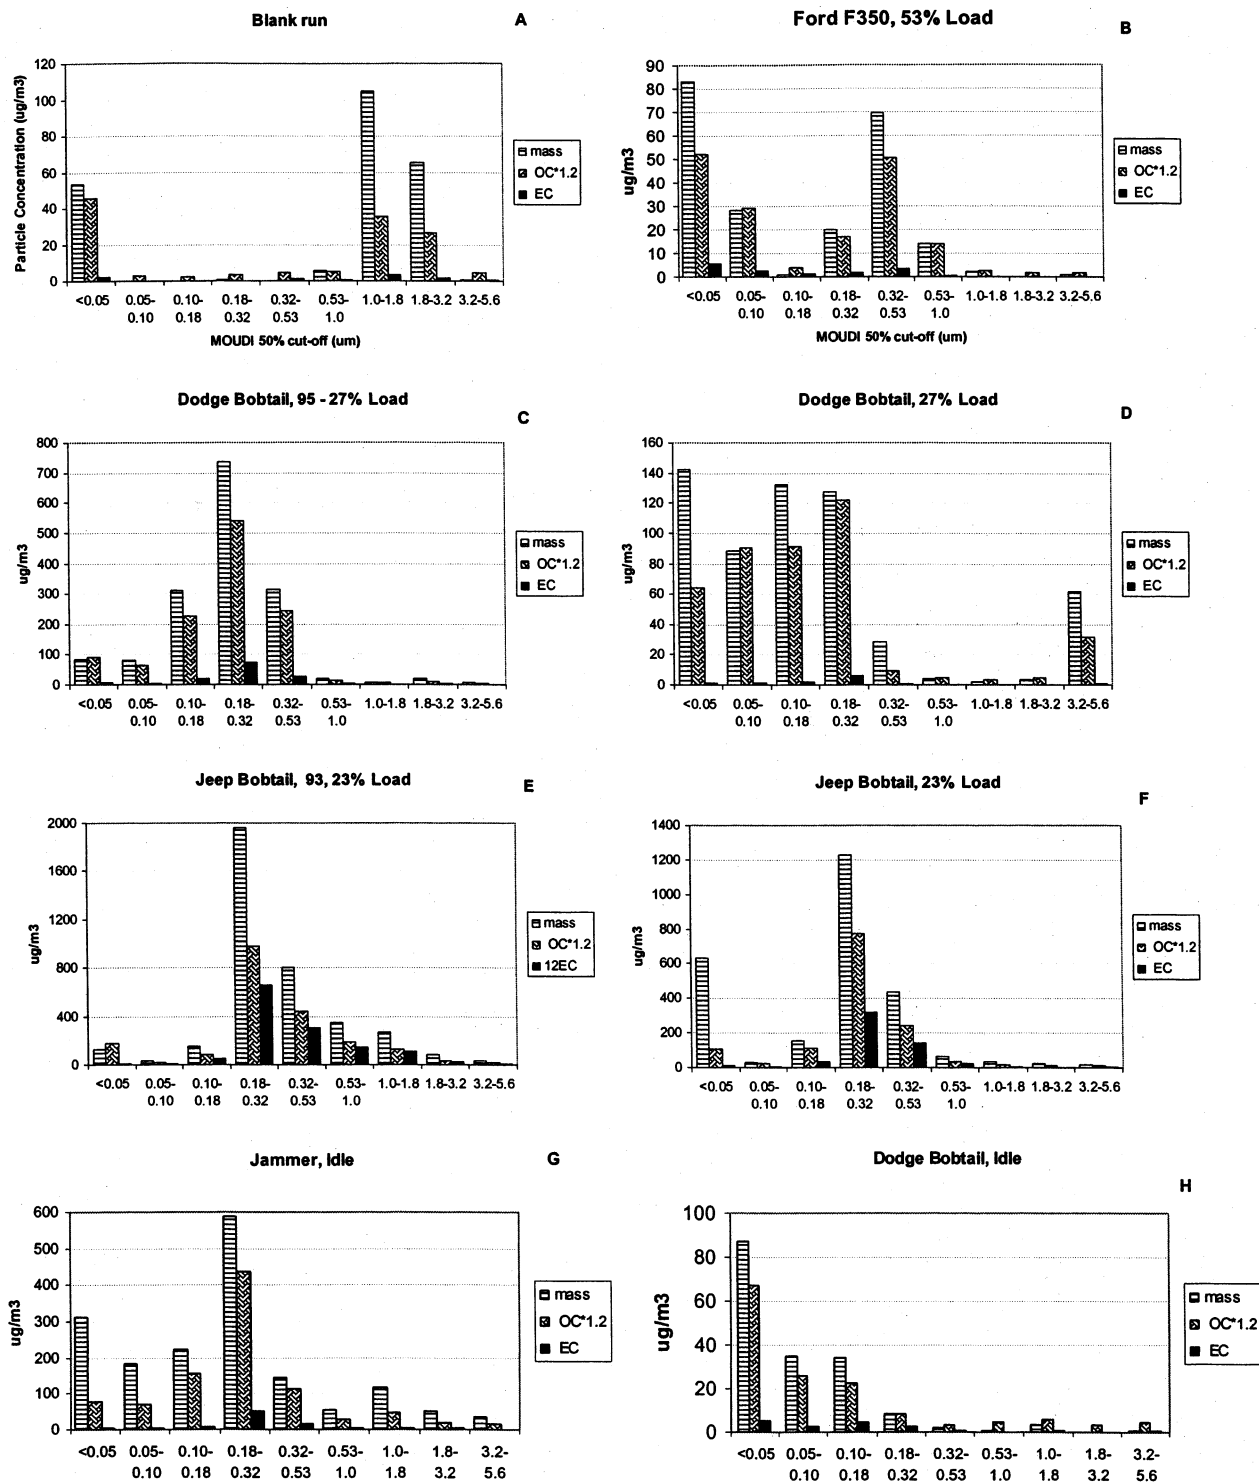 Blank run
A
Particle Concentration (ug/m3)
120
100
80
60
40
20
0
<0.05 0.05- 0.10- 0.18- 0.32- 0.53- 1.0-1.8 1.8-3.2 3.2-5.6
0.10 0.18 0.32 0.53 1.0
MOUDI 50% cut-off (um)
mass
OC*1.2
EC
Ford F350, 53% Load
B
ug/m3
90
80
70
60
50
40
30
20
10
0
<0.05 0.05- 0.10- 0.18- 0.32- 0.53- 1.0-1.8 1.8-3.2 3.2-5.6
0.10 0.18 0.32 0.53 1.0
MOUDI 50% cut-off (um)
mass
OC*1.2
EC
Dodge Bobtail, 95 - 27% Load
C
ug/m3
800
700
600
500
400
300
200
100
0
<0.05 0.05- 0.10- 0.18- 0.32- 0.53- 1.0-1.8 1.8-3.2 3.2-5.6
0.10 0.18 0.32 0.53 1.0
mass
OC*1.2
EC
Dodge Bobtail, 27% Load
D
ug/m3
160
140
120
100
80
60
40
20
0
<0.05 0.05- 0.10- 0.18- 0.32- 0.53- 1.0-1.8 1.8-3.2 3.2-5.6
0.10 0.18 0.32 0.53 1.0
mass
OC*1.2
EC
Jeep Bobtail, 93, 23% Load
E
ug/m3
2000
1600
1200
800
400
0
<0.05 0.05- 0.10- 0.18- 0.32- 0.53- 1.0-1.8 1.8-3.2 3.2-5.6
0.10 0.18 0.32 0.53 1.0
mass
OC*1.2
12EC
Jeep Bobtail, 23% Load
F
ug/m3
1400
1200
1000
800
600
400
200
0
<0.05 0.05- 0.10- 0.18- 0.32- 0.53- 1.0-1.8 1.8-3.2 3.2-5.6
0.10 0.18 0.32 0.53 1.0
mass
OC*1.2
EC
Jammer, Idle
G
ug/m3
600
500
400
300
200
100
0
<0.05 0.05- 0.10- 0.18- 0.32- 0.53- 1.0- 1.8- 3.2-
0.10 0.18 0.32 0.53 1.0 1.8 3.2 5.6
mass
OC*1.2
EC
Dodge Bobtail, Idle
H
ug/m3
100
80
60
40
20
0
<0.05 0.05- 0.10- 0.18- 0.32- 0.53- 1.0- 1.8- 3.2-
0.10 0.18 0.32 0.53 1.0 1.8 3.2 5.6
mass
OC*1.2
EC